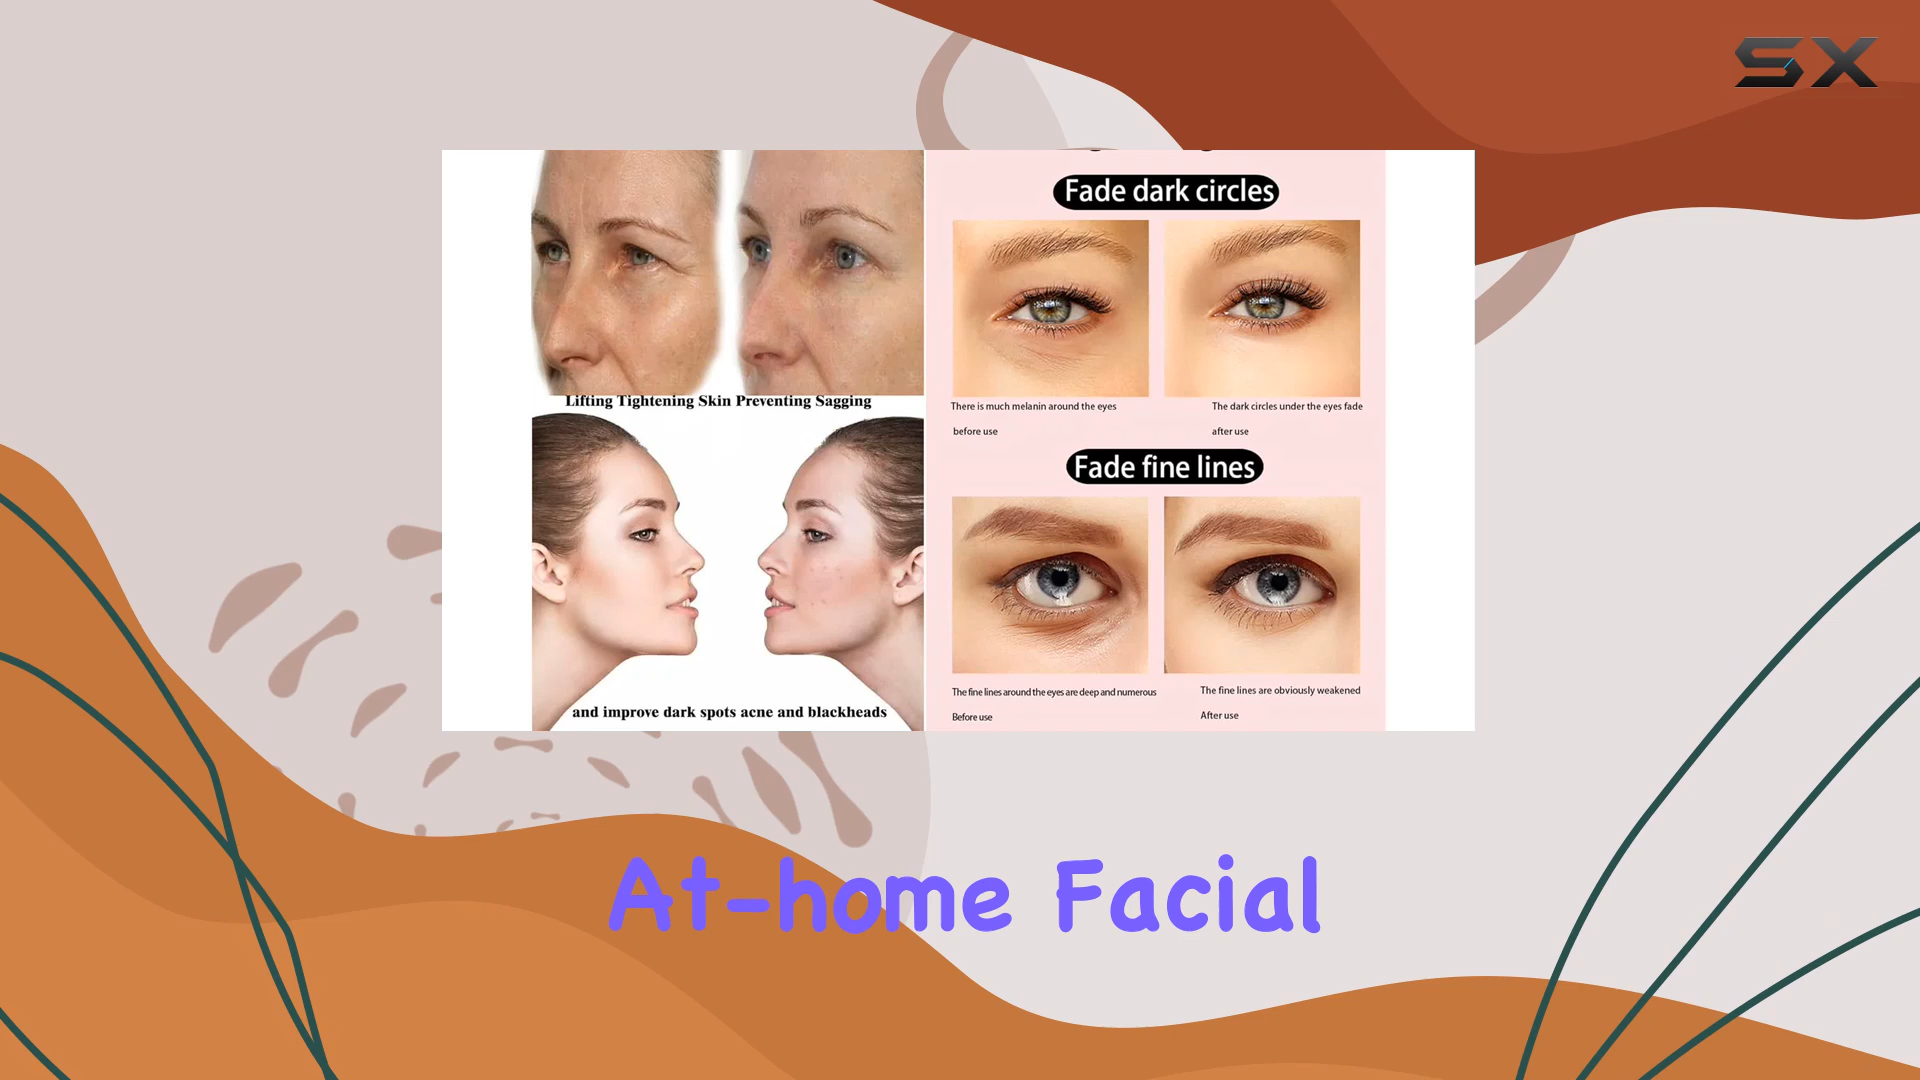 SX
Lifting Tightening Skin Preventing Sagging
and improve dark spots acne and blackheads
Fade dark circles
There is much melanin around the eyes
before use
The dark circles under the eyes fade
after use
Fade fine lines
The fine lines around the eyes are deep and numerous
Before use
The fine lines are obviously weakened
After use
At-home Facial